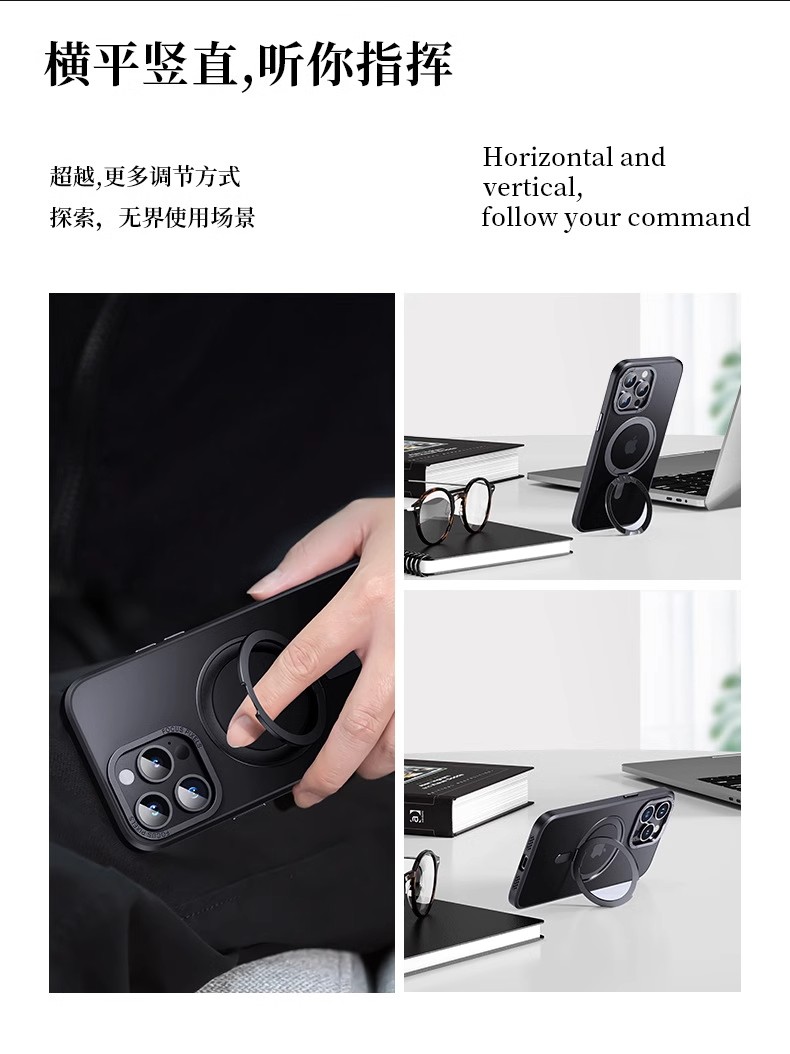 横平竖直,听你指挥
超越,更多调节方式
探索，无界使用场景
Horizontal and
vertical,
follow your command